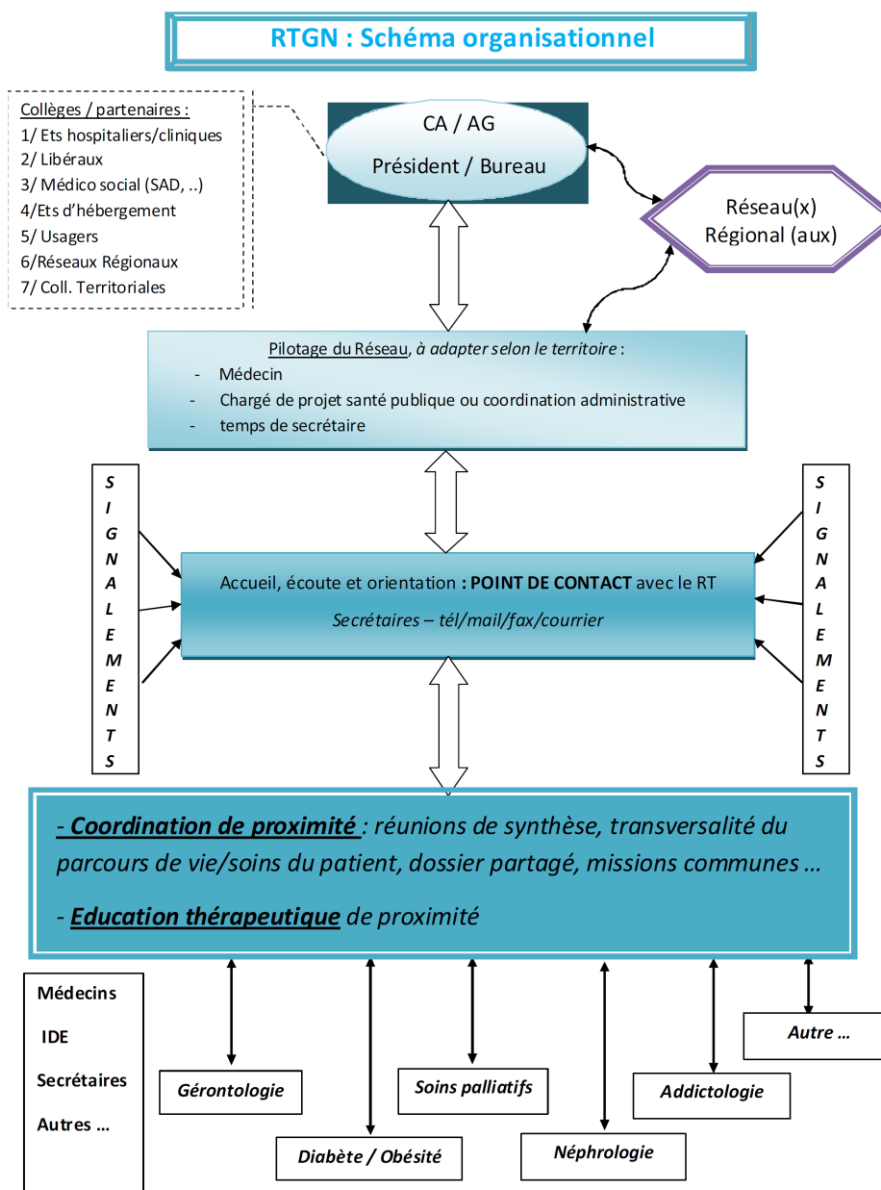 RTGN : Schéma organisationnel
Collèges / partenaires :
1/ Ets hospitaliers/cliniques
2/ Libéraux
3/ Médico social (SAD, ..)
4/Ets d’hébergement
5/ Usagers
6/Réseaux Régionaux
7/ Coll. Territoriales
CA / AG
Président / Bureau
Réseau(x)
Régional (aux)
Pilotage du Réseau, à adapter selon le territoire :
- Médecin
- Chargé de projet santé publique ou coordination administrative
- temps de secrétaire
S
I
G
N
A
L
E
M
E
N
T
S
Accueil, écoute et orientation : POINT DE CONTACT avec le RT
Secrétaires – tél/mail/fax/courrier
S
I
G
N
A
L
E
M
E
N
T
S
- Coordination de proximité : réunions de synthèse, transversalité du
parcours de vie/soins du patient, dossier partagé, missions communes …
- Education thérapeutique de proximité
Médecins
IDE
Secrétaires
Autres …
Gérontologie
Diabète / Obésité
Soins palliatifs
Néphrologie
Addictologie
Autre …